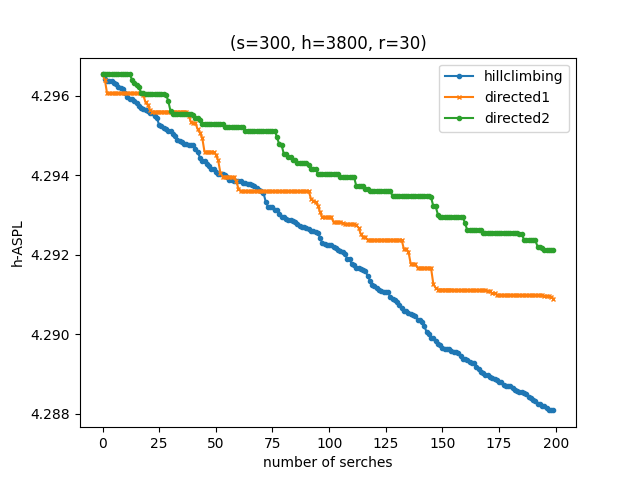 (s=300, h=3800, r=30)
hillclimbing
directed1
directed2
4.296
4.294
4.292
4.290
4.288
h-ASPL
0 25 50 75 100 125 150 175 200
number of serches